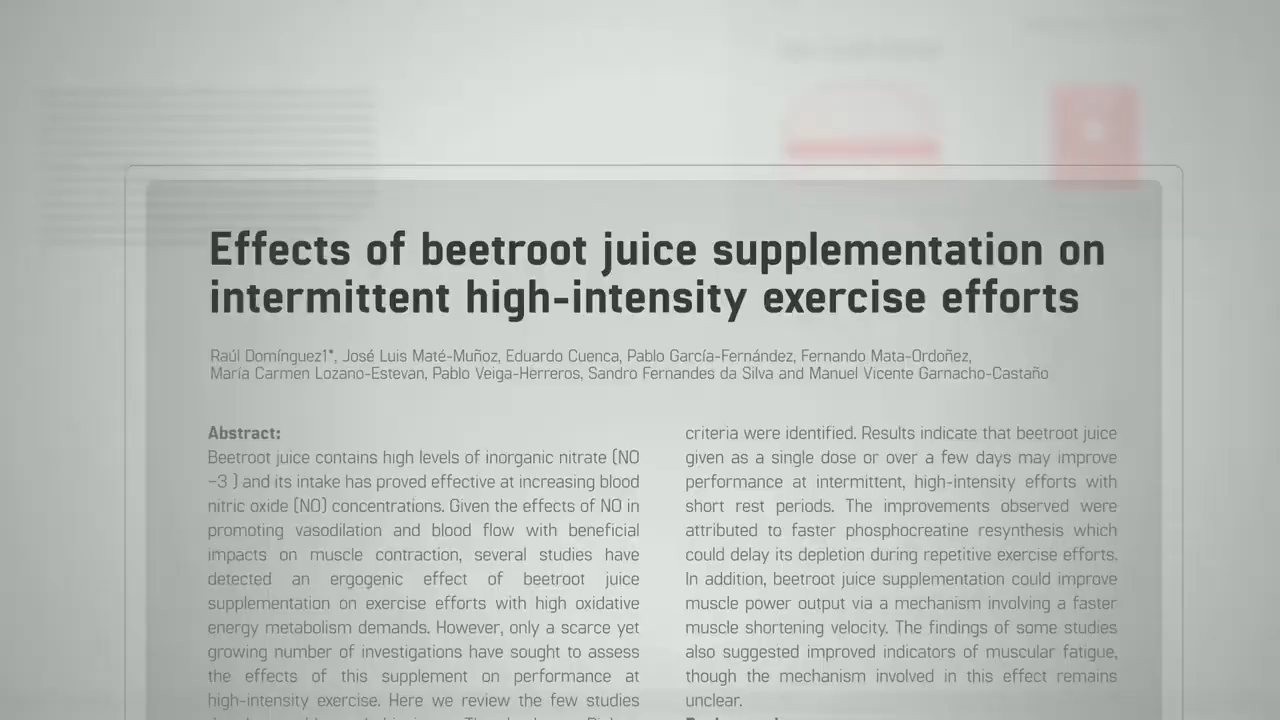 Effects of beetroot juice supplementation on
intermittent high-intensity exercise efforts
Raúl Domínguez1*, José Luis Maté-Muñoz, Eduardo Cuenca, Pablo García-Fernández, Fernando Mata-Ordoñez,
María Carmen Lozano-Estevan, Pablo Veiga-Herreros, Sandro Fernandes da Silva and Manuel Vicente Garnacho-Castaño
Abstract:
Beetroot juice contains high levels of inorganic nitrate (NO
−3 ) and its intake has proved effective at increasing blood
nitric oxide (NO) concentrations. Given the effects of NO in
promoting vasodilation and blood flow with beneficial
impacts on muscle contraction, several studies have
detected an ergogenic effect of beetroot juice
supplementation on exercise efforts with high oxidative
energy metabolism demands. However, only a scarce yet
growing number of investigations have sought to assess
the effects of this supplement on performance at
high-intensity exercise. Here we review the few studies
criteria were identified. Results indicate that beetroot juice
given as a single dose or over a few days may improve
performance at intermittent, high-intensity efforts with
short rest periods. The improvements observed were
attributed to faster phosphocreatine resynthesis which
could delay its depletion during repetitive exercise efforts.
In addition, beetroot juice supplementation could improve
muscle power output via a mechanism involving a faster
muscle shortening velocity. The findings of some studies
also suggested improved indicators of muscular fatigue,
though the mechanism involved in this effect remains
unclear.